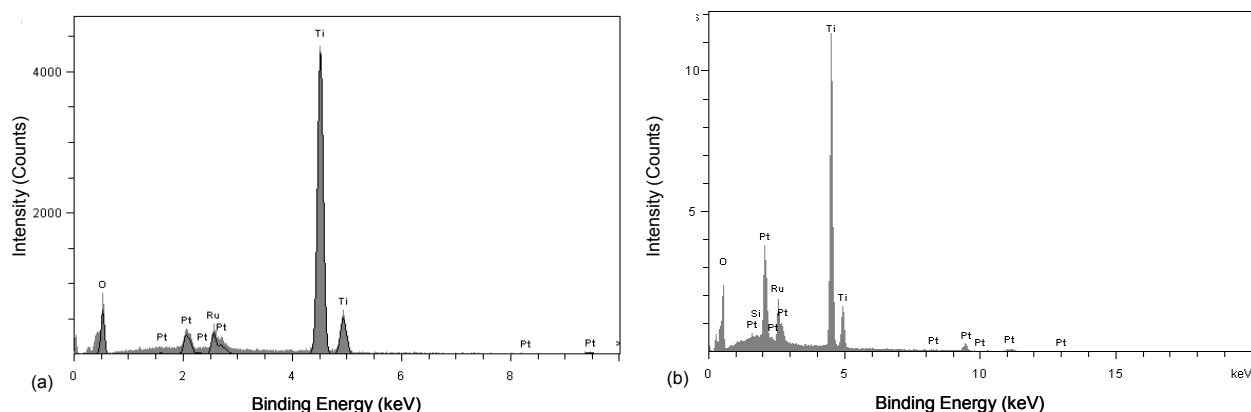 Intensity (Counts)
4000
2000
0
O
Pt
Pt
Pt
Ru
Pt
Ti
Ti
Pt
Pt
0
2
4
6
8
Binding Energy (keV)
(a)
Intensity (Counts)
s
10
5
O
Si
Pt
Pt
Pt
Ru
Pt
Ti
Ti
Pt
Pt
Pt
Pt
Pt
0
5
10
15
keV
Binding Energy (keV)
(b)